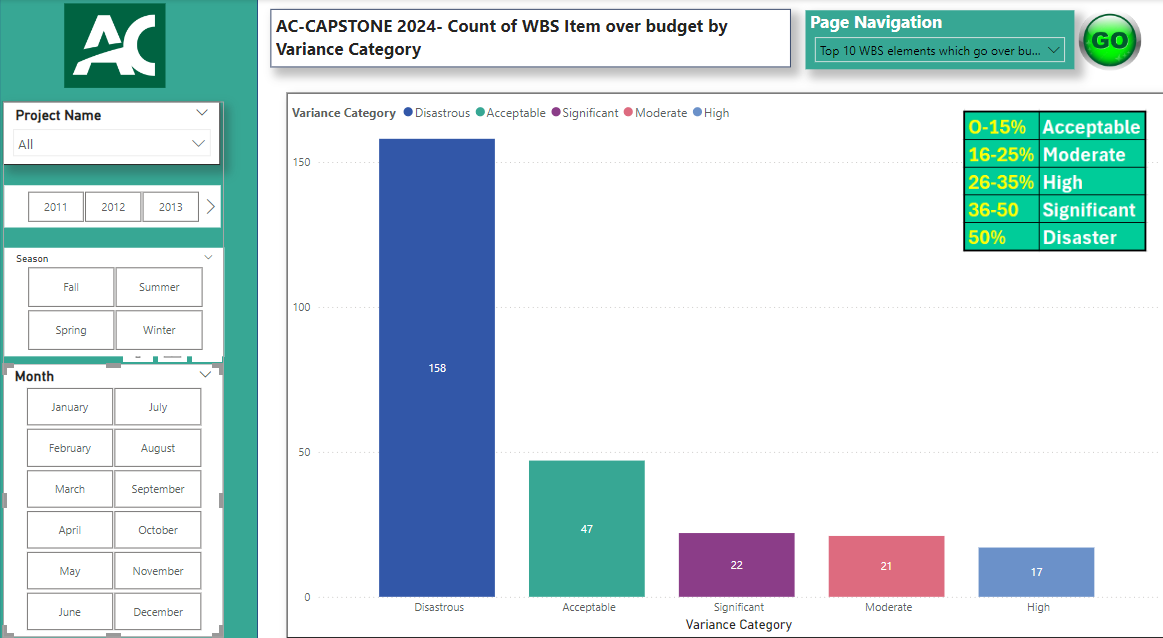 AC
AC-CAPSTONE 2024- Count of WBS Item over budget by
Variance Category
Page Navigation
Top 10 WBS elements which go over bu...
GO
Project Name
All
2011 2012 2013
Season
Fall Summer
Spring Winter
Month
January July
February August
March September
April October
May November
June December
Variance Category Disastrous Acceptable Significant Moderate High
0-15% Acceptable
16-25% Moderate
26-35% High
36-50 Significant
50% Disaster
150
100
50
0
158
47
22
21
17
Disastrous Acceptable Significant Moderate High
Variance Category